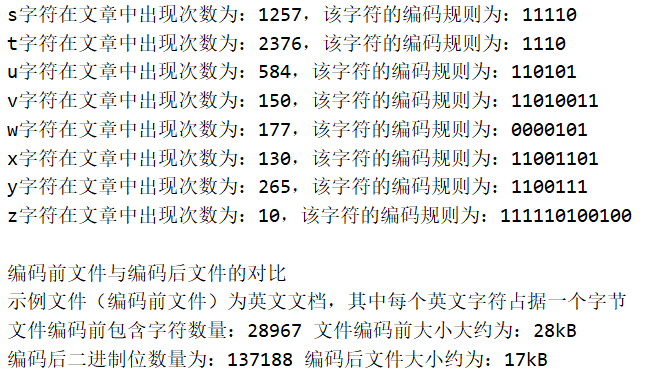 s字符在文章中出现次数为：1257，该字符的编码规则为：11110
t字符在文章中出现次数为：2376，该字符的编码规则为：1110
u字符在文章中出现次数为：584，该字符的编码规则为：110101
v字符在文章中出现次数为：150，该字符的编码规则为：11010011
w字符在文章中出现次数为：177，该字符的编码规则为：0000101
x字符在文章中出现次数为：130，该字符的编码规则为：11001101
y字符在文章中出现次数为：265，该字符的编码规则为：1100111
z字符在文章中出现次数为：10，该字符的编码规则为：111110100100
编码前文件与编码后文件的对比
示例文件（编码前文件）为英文文档，其中每个英文字符占据一个字节
文件编码前包含字符数量：28967 文件编码前大小大约为：28kB
编码后二进制位数量为：137188 编码后文件大小约为：17kB